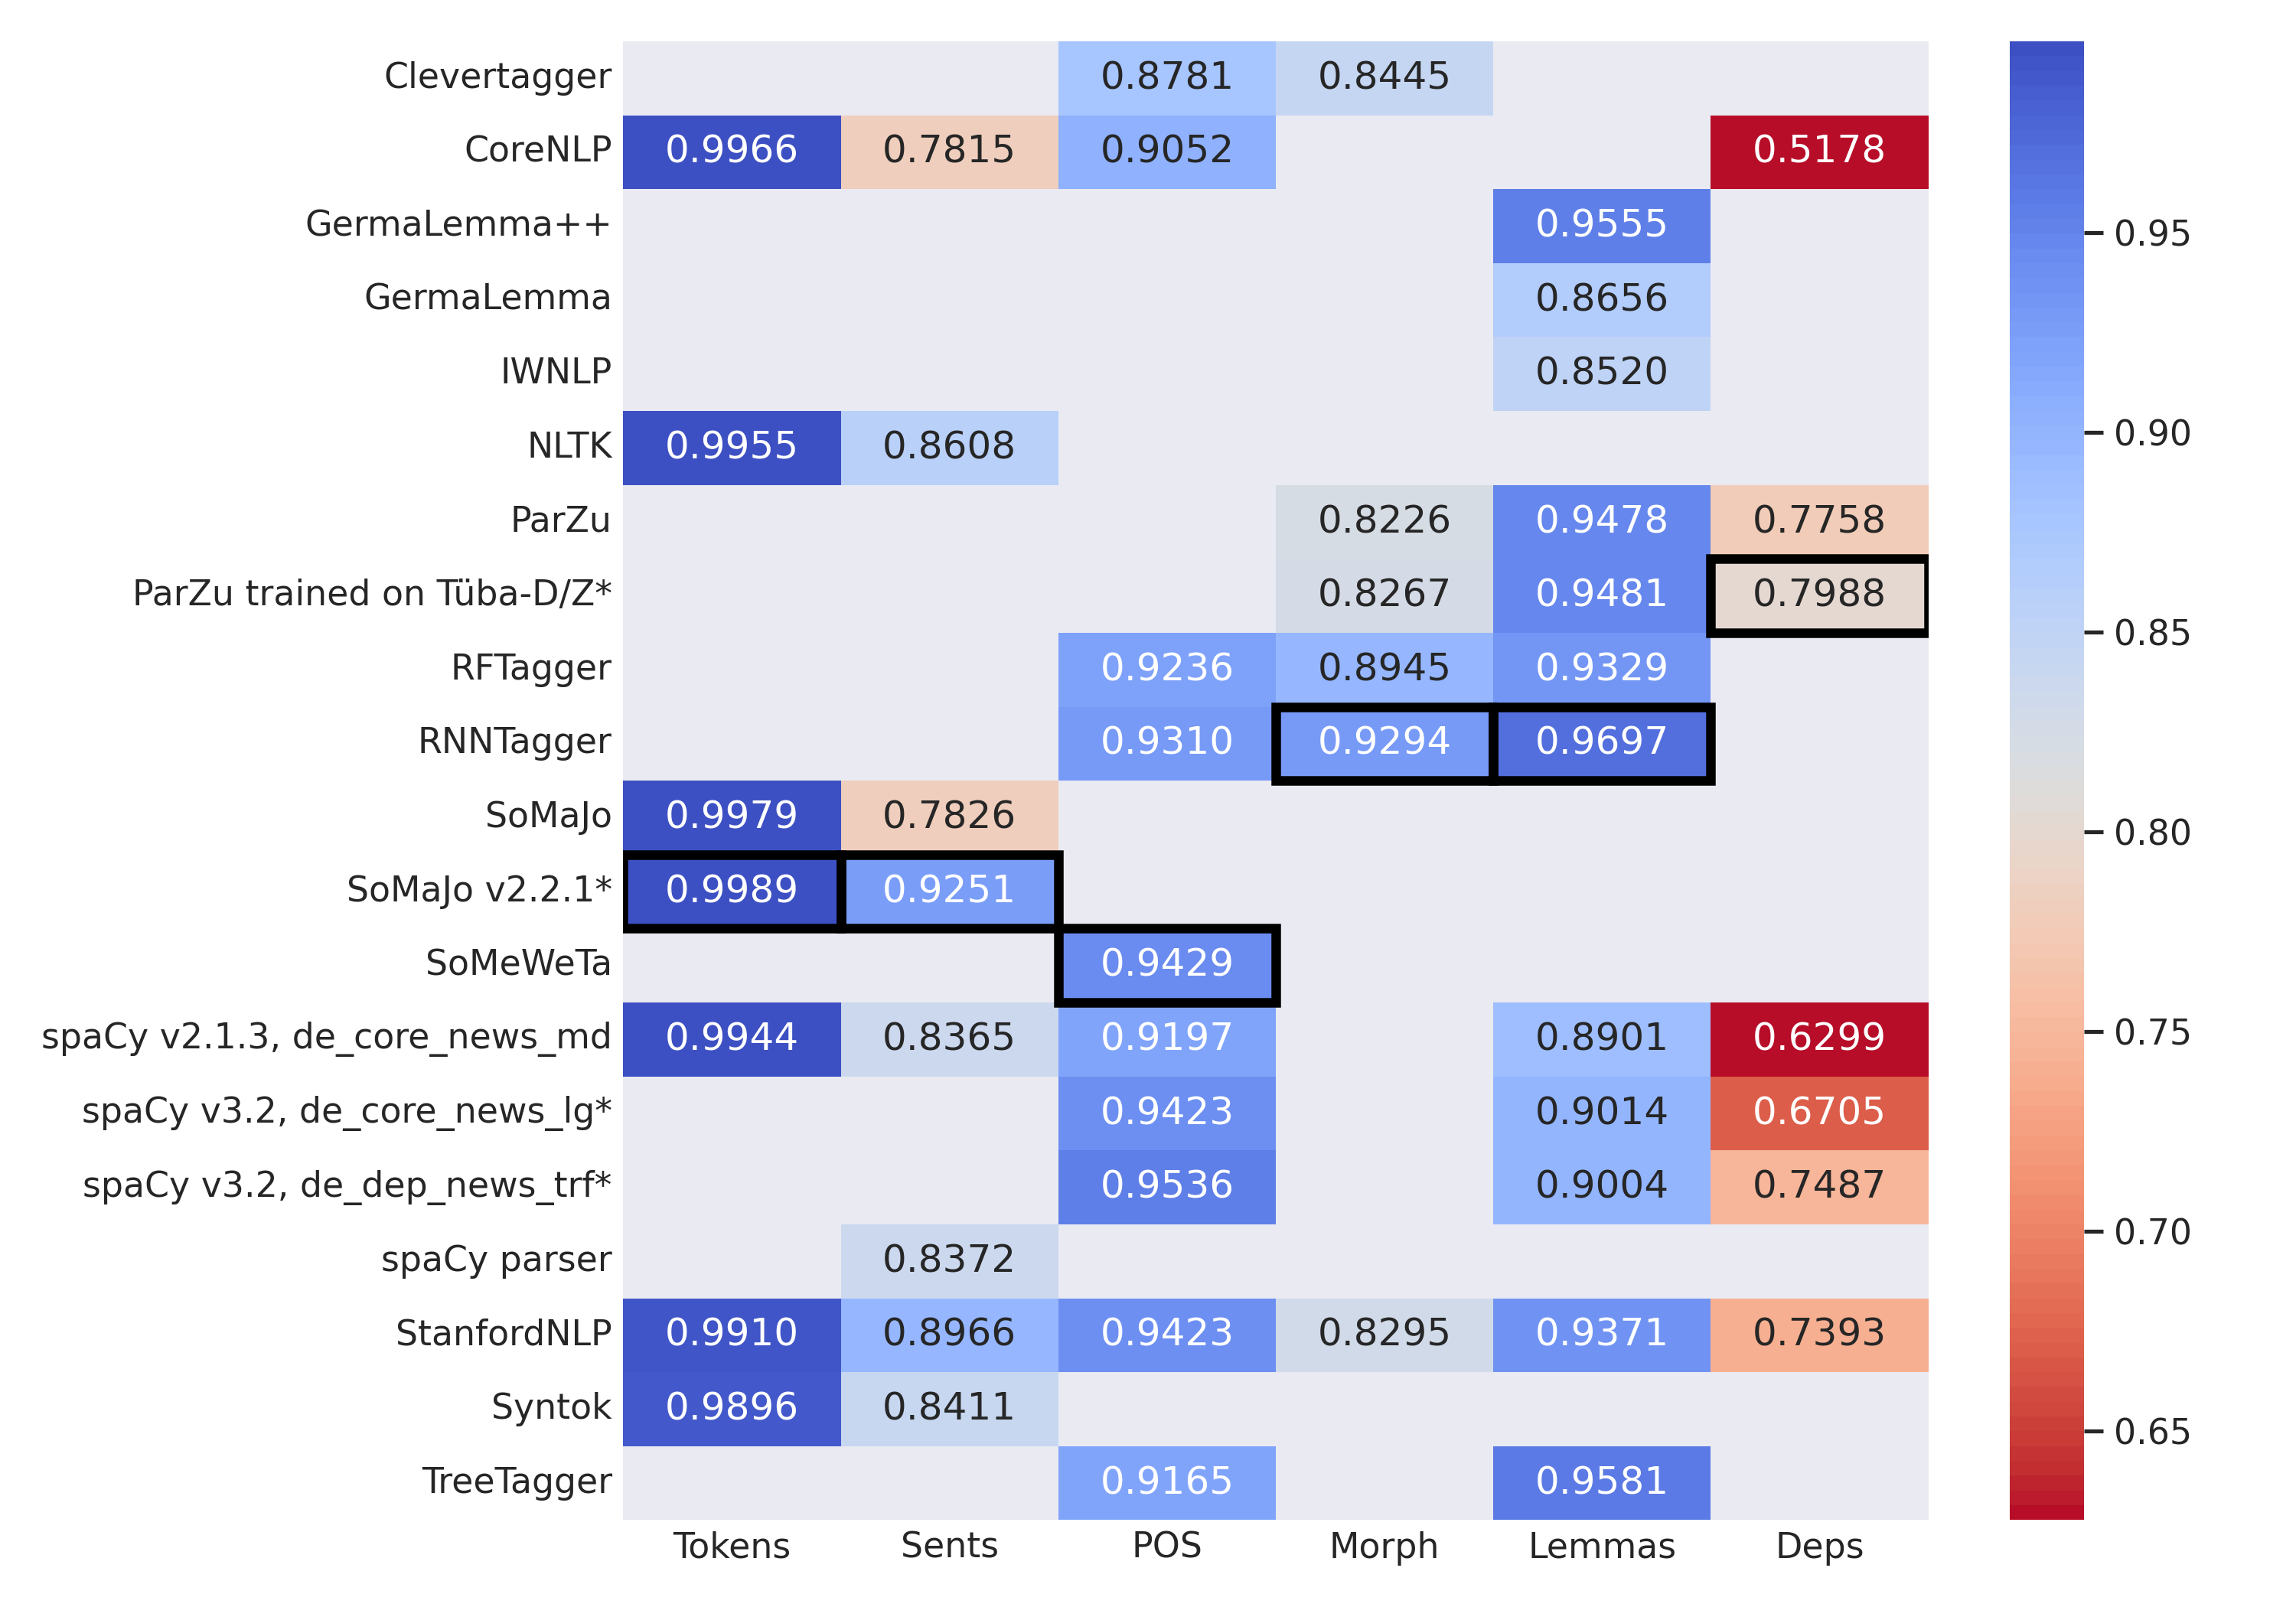 Clevertagger 0.8781 0.8445
CoreNLP 0.9966 0.7815 0.9052 0.5178
GermaLemma++ 0.9555
GermaLemma 0.8656
IWNLP 0.8520
NLTK 0.9955 0.8608
ParZu 0.8226 0.9478 0.7758
ParZu trained on Tüba-D/Z* 0.8267 0.9481 0.7988
RFTagger 0.9236 0.8945 0.9329
RNNTagger 0.9310 0.9294 0.9697
SoMaJo 0.9979 0.7826
SoMaJo v2.2.1* 0.9989 0.9251
SoMeWeTa 0.9429
spaCy v2.1.3, de_core_news_md 0.9944 0.8365 0.9197 0.8901 0.6299
spaCy v3.2, de_core_news_lg* 0.9423 0.9014 0.6705
spaCy v3.2, de_dep_news_trf* 0.9536 0.9004 0.7487
spaCy parser 0.8372
StanfordNLP 0.9910 0.8966 0.9423 0.8295 0.9371 0.7393
Syntok 0.9896 0.8411
TreeTagger 0.9165 0.9581
Tokens Sents POS Morph Lemmas Deps
0.95
0.90
0.85
0.80
0.75
0.70
0.65